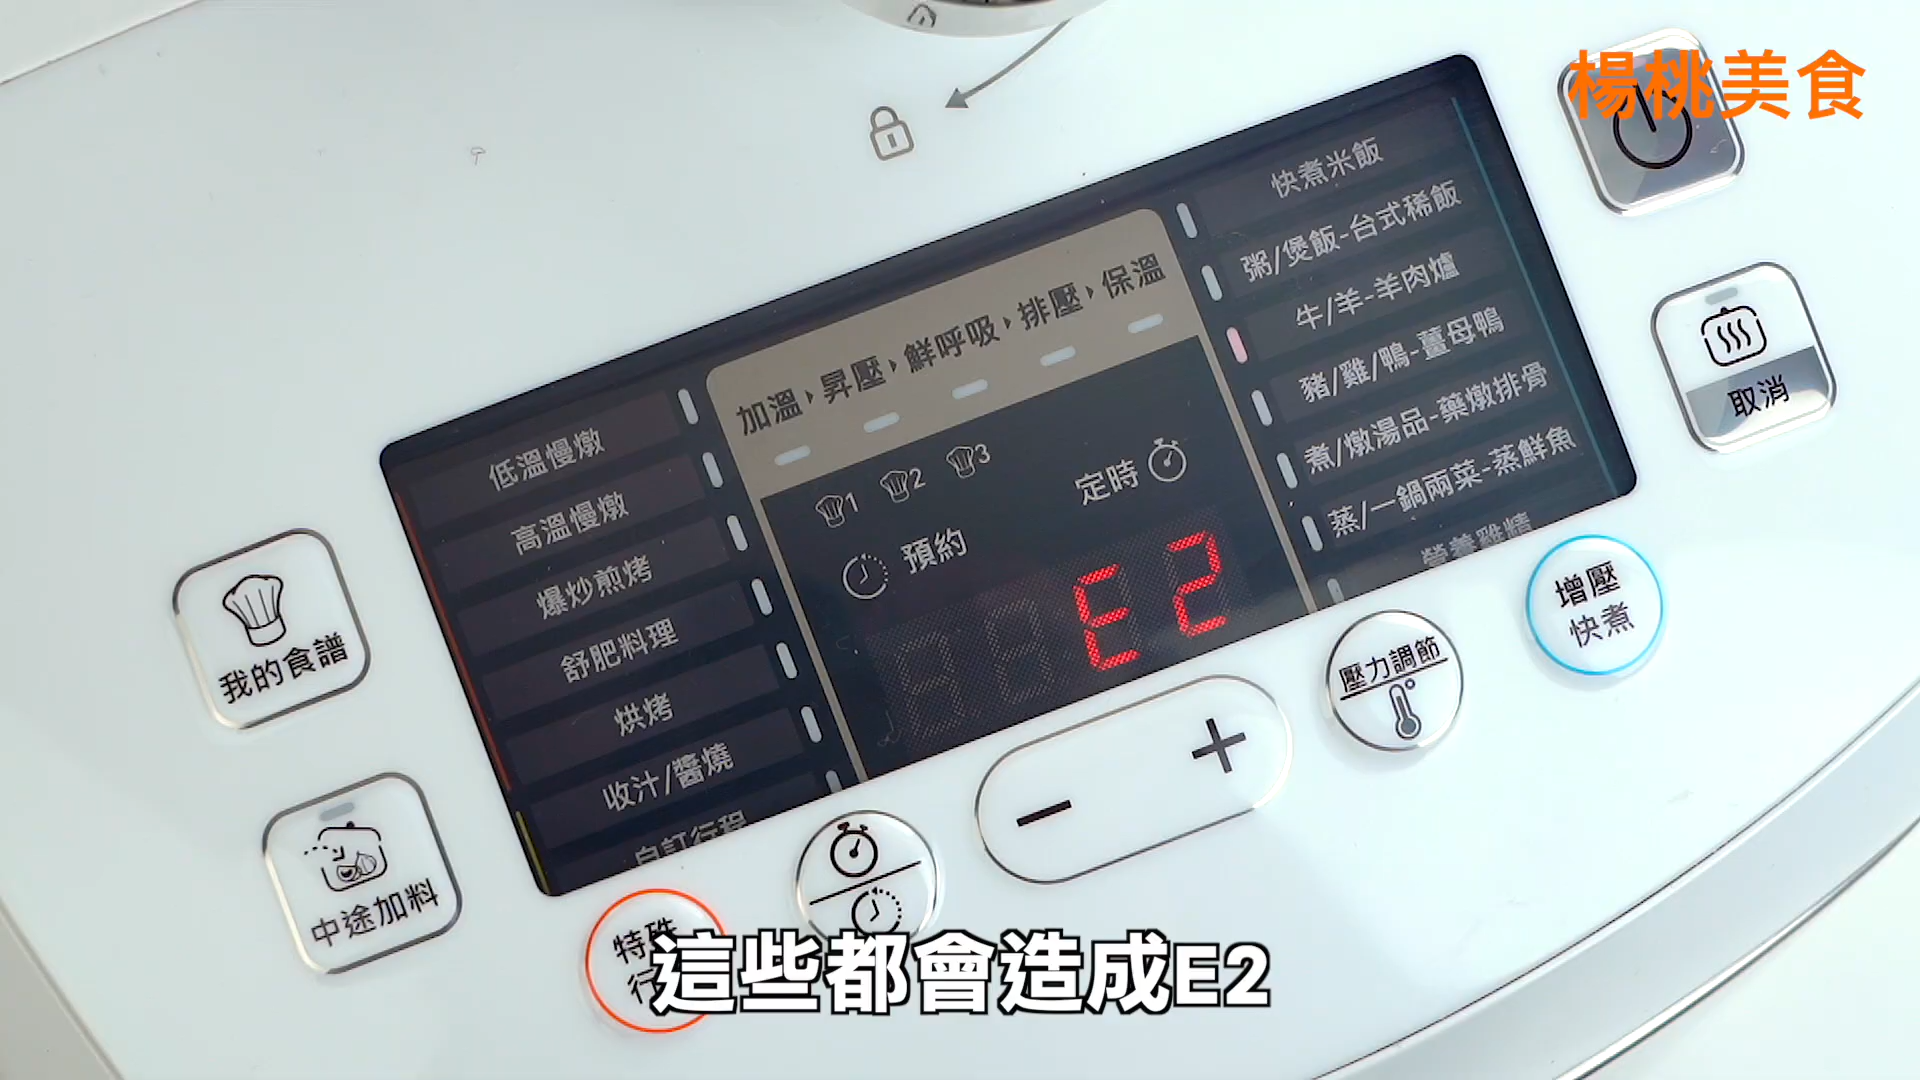 楊桃美食
快煮米飯
粥/煲飯-台式稀飯
牛/羊-羊肉爐
豬/雞/鴨-薑母鴨
煮/燉湯品-藥燉排骨
蒸/一鍋兩菜-蒸鮮魚
營養雞精
加溫▸昇壓▸鮮呼吸▸排壓▸保溫
1 2 3
定時
預約
E2
低溫慢燉
高溫慢燉
爆炒煎烤
舒肥料理
烘烤
收汁/醬燒
自訂行程
取消
我的食譜
中途加料
增壓
快煮
壓力調節
− +
特殊
行
這些都會造成E2